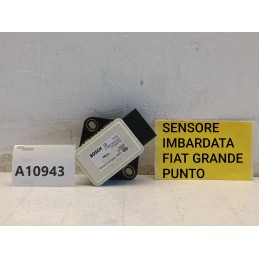 A10943
BOSCH
SENSORE
IMBARDATA
FIAT GRANDE
PUNTO